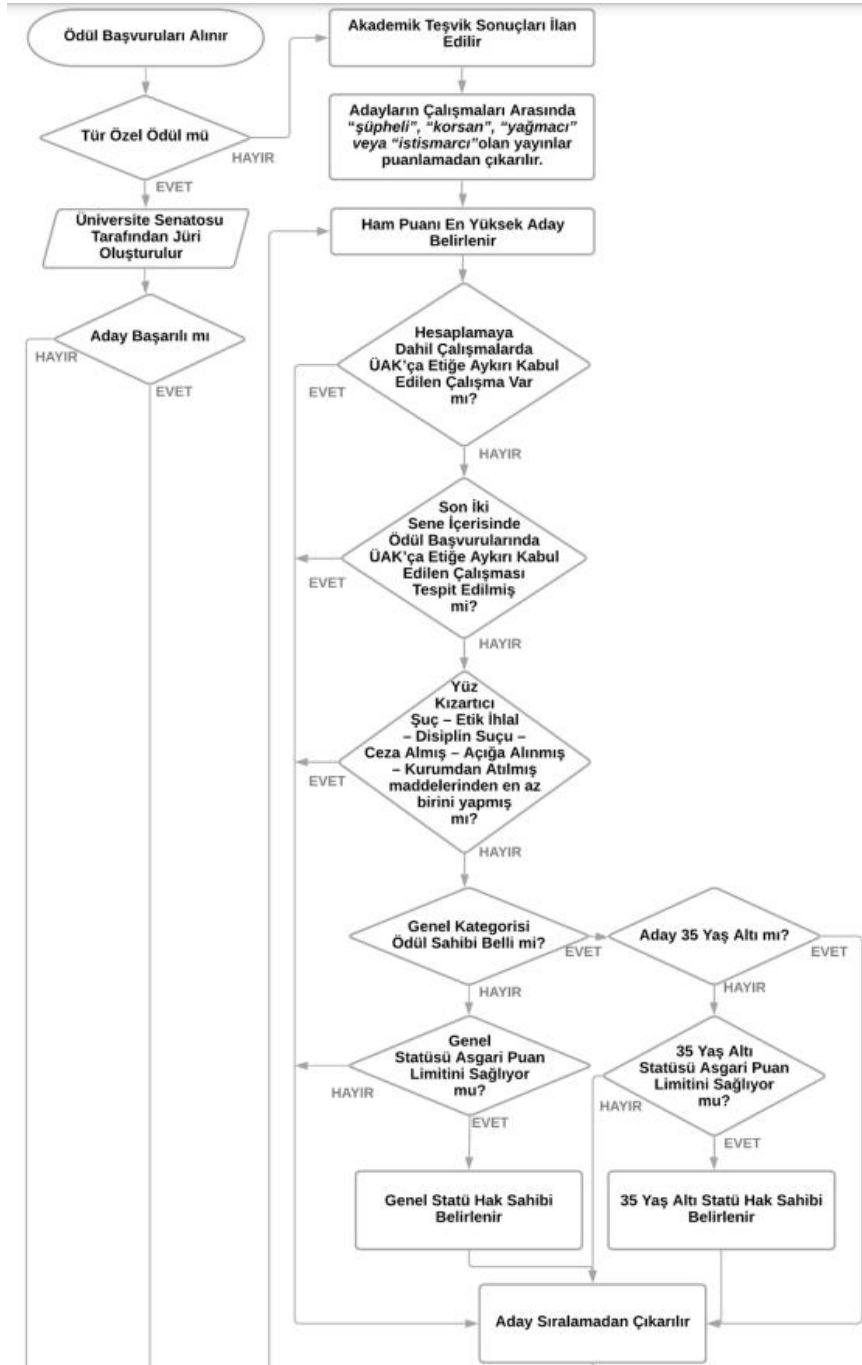 Ödül Başvuruları Alınır
Tür Özel Ödül mü
HAYIR
EVET
Üniversite Senatosu
Tarafından Jüri
Oluşturulur
Aday Başarılı mı
HAYIR
EVET
Akademik Teşvik Sonuçları İlan
Edilir
Adayların Çalışmaları Arasında
“şüpheli”, “korsan”, “yağmacı”
veya “istismarcı”olan yayınlar
puanlamadan çıkarılır.
Ham Puanı En Yüksek Aday
Belirlenir
Hesaplamaya
Dahil Çalışmalarda
ÜAK’ça Etiğe Aykırı Kabul
Edilen Çalışma Var
mı?
EVET
HAYIR
Son İki
Sene İçerisinde
Ödül Başvurularında
ÜAK’ça Etiğe Aykırı Kabul
Edilen Çalışması
Tespit Edilmiş
mi?
EVET
HAYIR
Yüz
Kızartıcı
Şuç – Etik İhlal
– Disiplin Suçu –
Ceza Almış – Açığa Alınmış
– Kurumdan Atılmış
maddelerinden en az
birini yapmış
mı?
EVET
HAYIR
Genel Kategorisi
Ödül Sahibi Belli mi?
EVET
HAYIR
Aday 35 Yaş Altı mı?
EVET
HAYIR
Genel
Statüsü Asgari Puan
Limitini Sağlıyor
mu?
HAYIR
EVET
35 Yaş Altı
Statüsü Asgari Puan
Limitini Sağlıyor
mu?
HAYIR
EVET
Genel Statü Hak Sahibi
Belirlenir
35 Yaş Altı Statü Hak Sahibi
Belirlenir
Aday Sıralamadan Çıkarılır